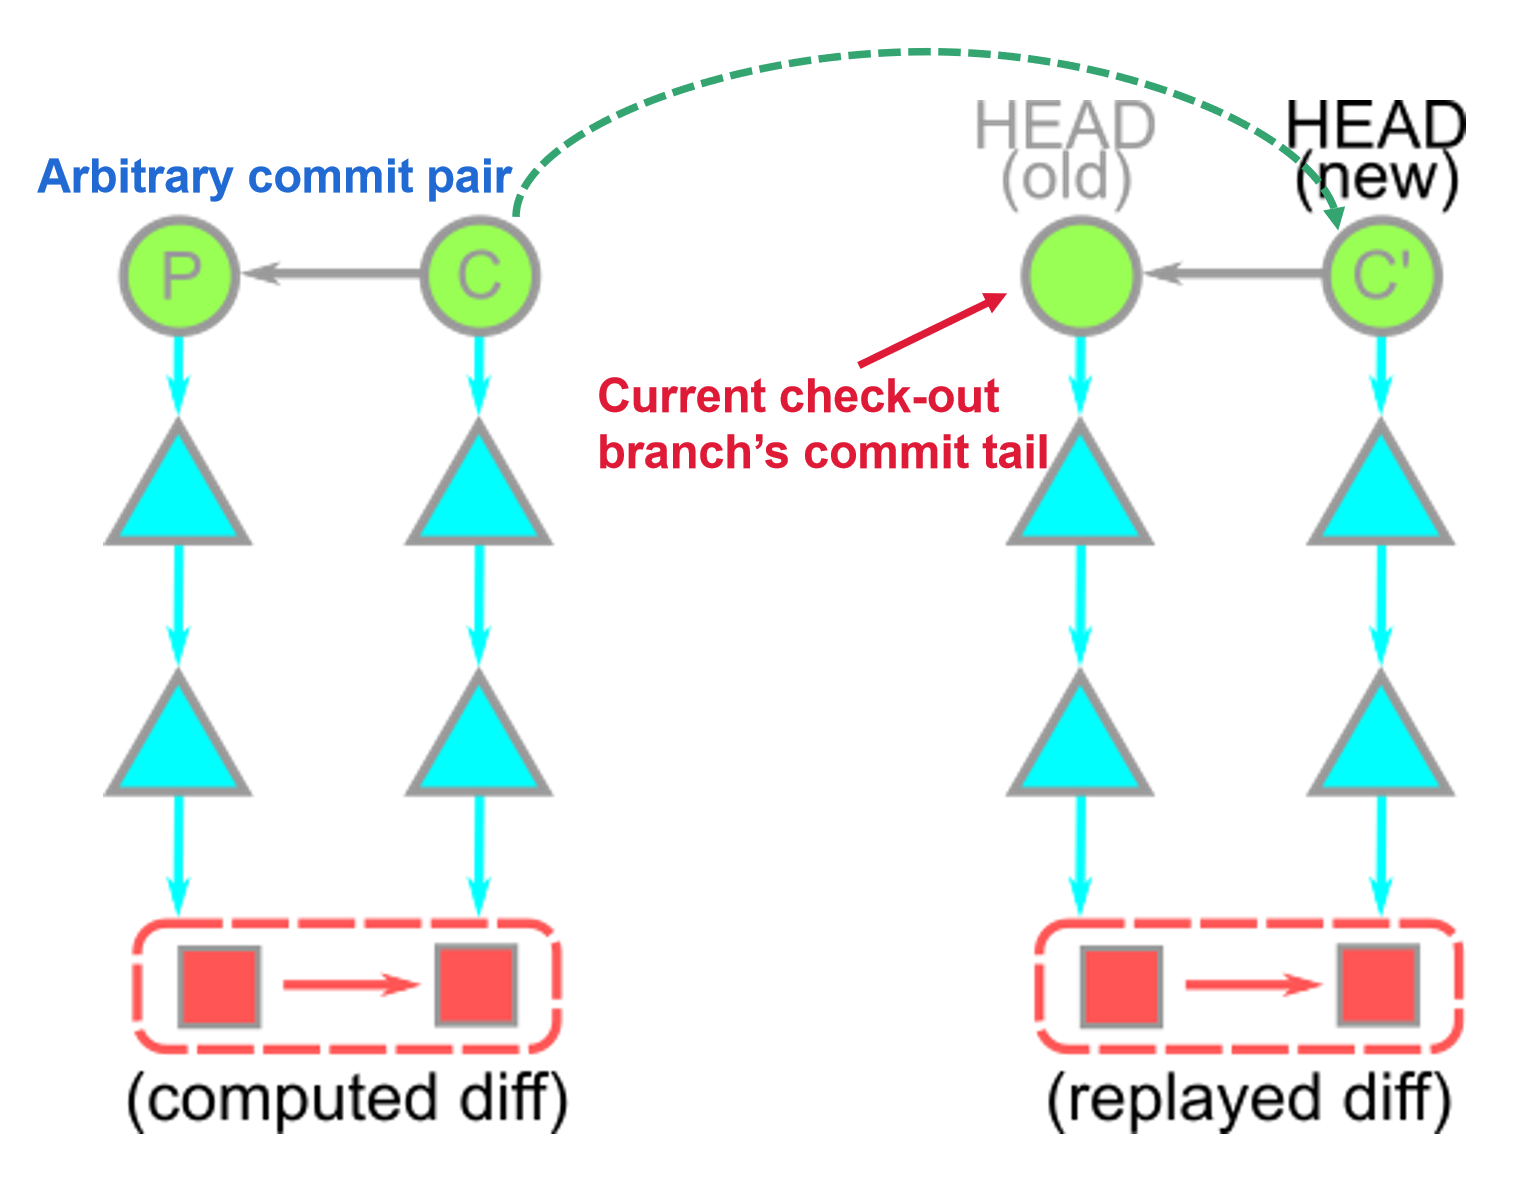 HEAD
(old)
HEAD
(new)
Arbitrary commit pair
P
C
C'
Current check-out
branch’s commit tail
(computed diff)
(replayed diff)